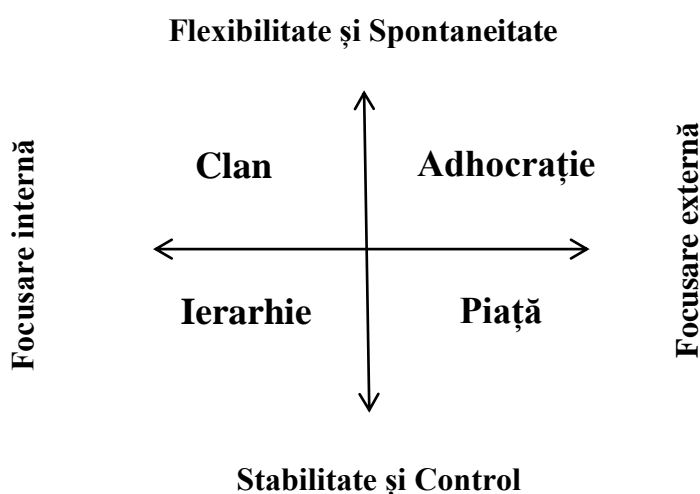 Flexibilitate și Spontaneitate
Focusare internă
Clan
Adhocrație
Focusare externă
Ierarhie
Piață
Stabilitate și Control